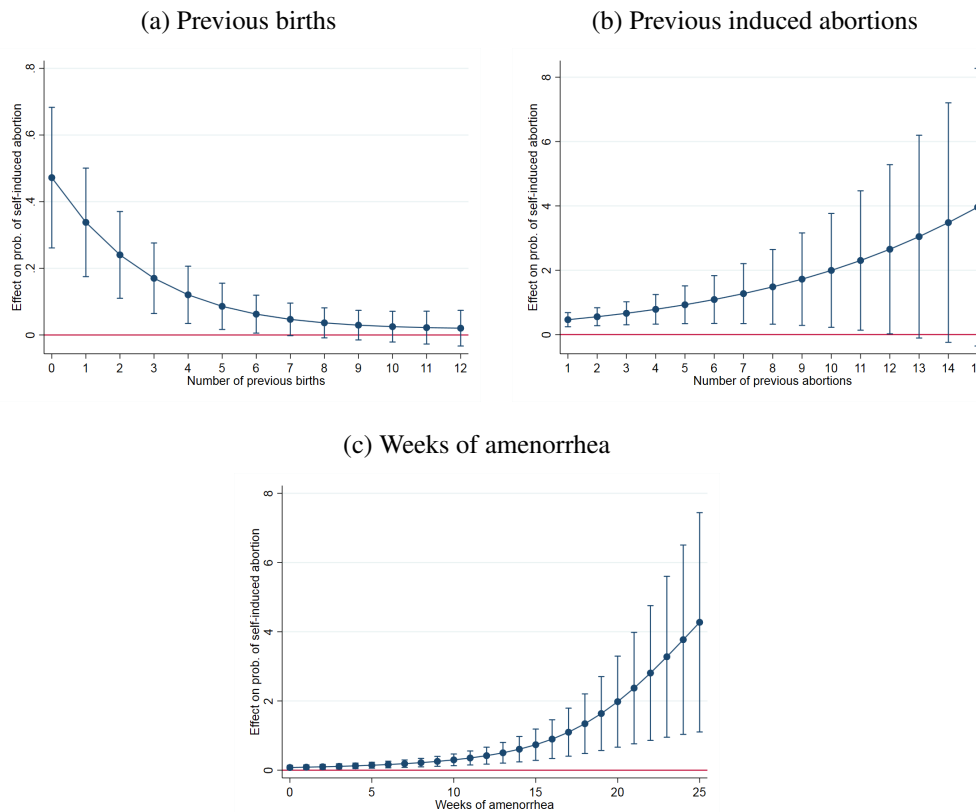 (a) Previous births
(b) Previous induced abortions
Effect on prob. of self-induced abortion
0 .2 .4 .6 .8
0 1 2 3 4 5 6 7 8 9 10 11 12
Number of previous births
Effect on prob. of self-induced abortion
0 2 4 6 8
1 2 3 4 5 6 7 8 9 10 11 12 13 14
Number of previous abortions
(c) Weeks of amenorrhea
Effect on prob. of self-induced abortion
0 2 4 6 8
0 5 10 15 20 25
Weeks of amenorrhea